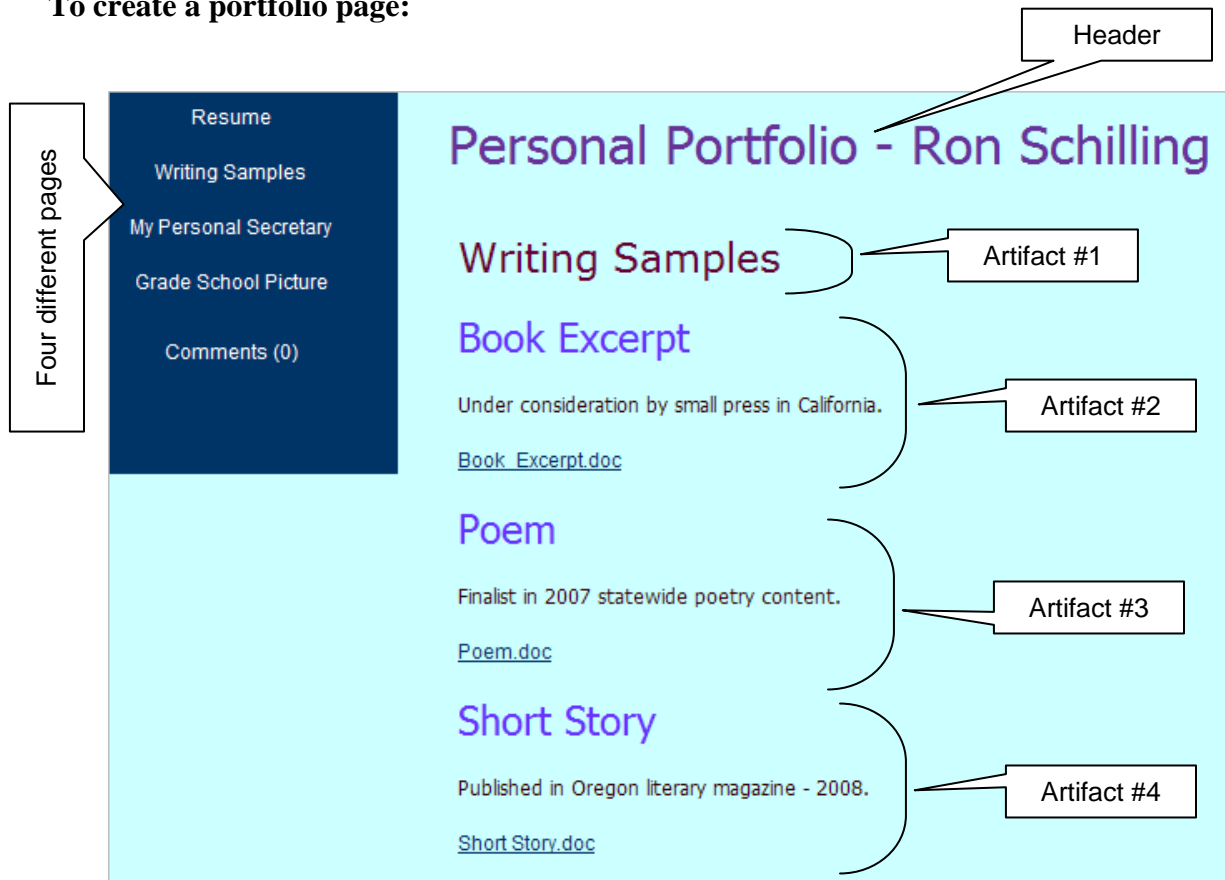 To create a portfolio page:
Header
Four different pages
Resume
Writing Samples
My Personal Secretary
Grade School Picture
Comments (0)
Personal Portfolio - Ron Schilling
Writing Samples
Artifact #1
Book Excerpt
Under consideration by small press in California.
Book Excerpt.doc
Artifact #2
Poem
Finalist in 2007 statewide poetry content.
Poem.doc
Artifact #3
Short Story
Published in Oregon literary magazine - 2008.
Short Story.doc
Artifact #4